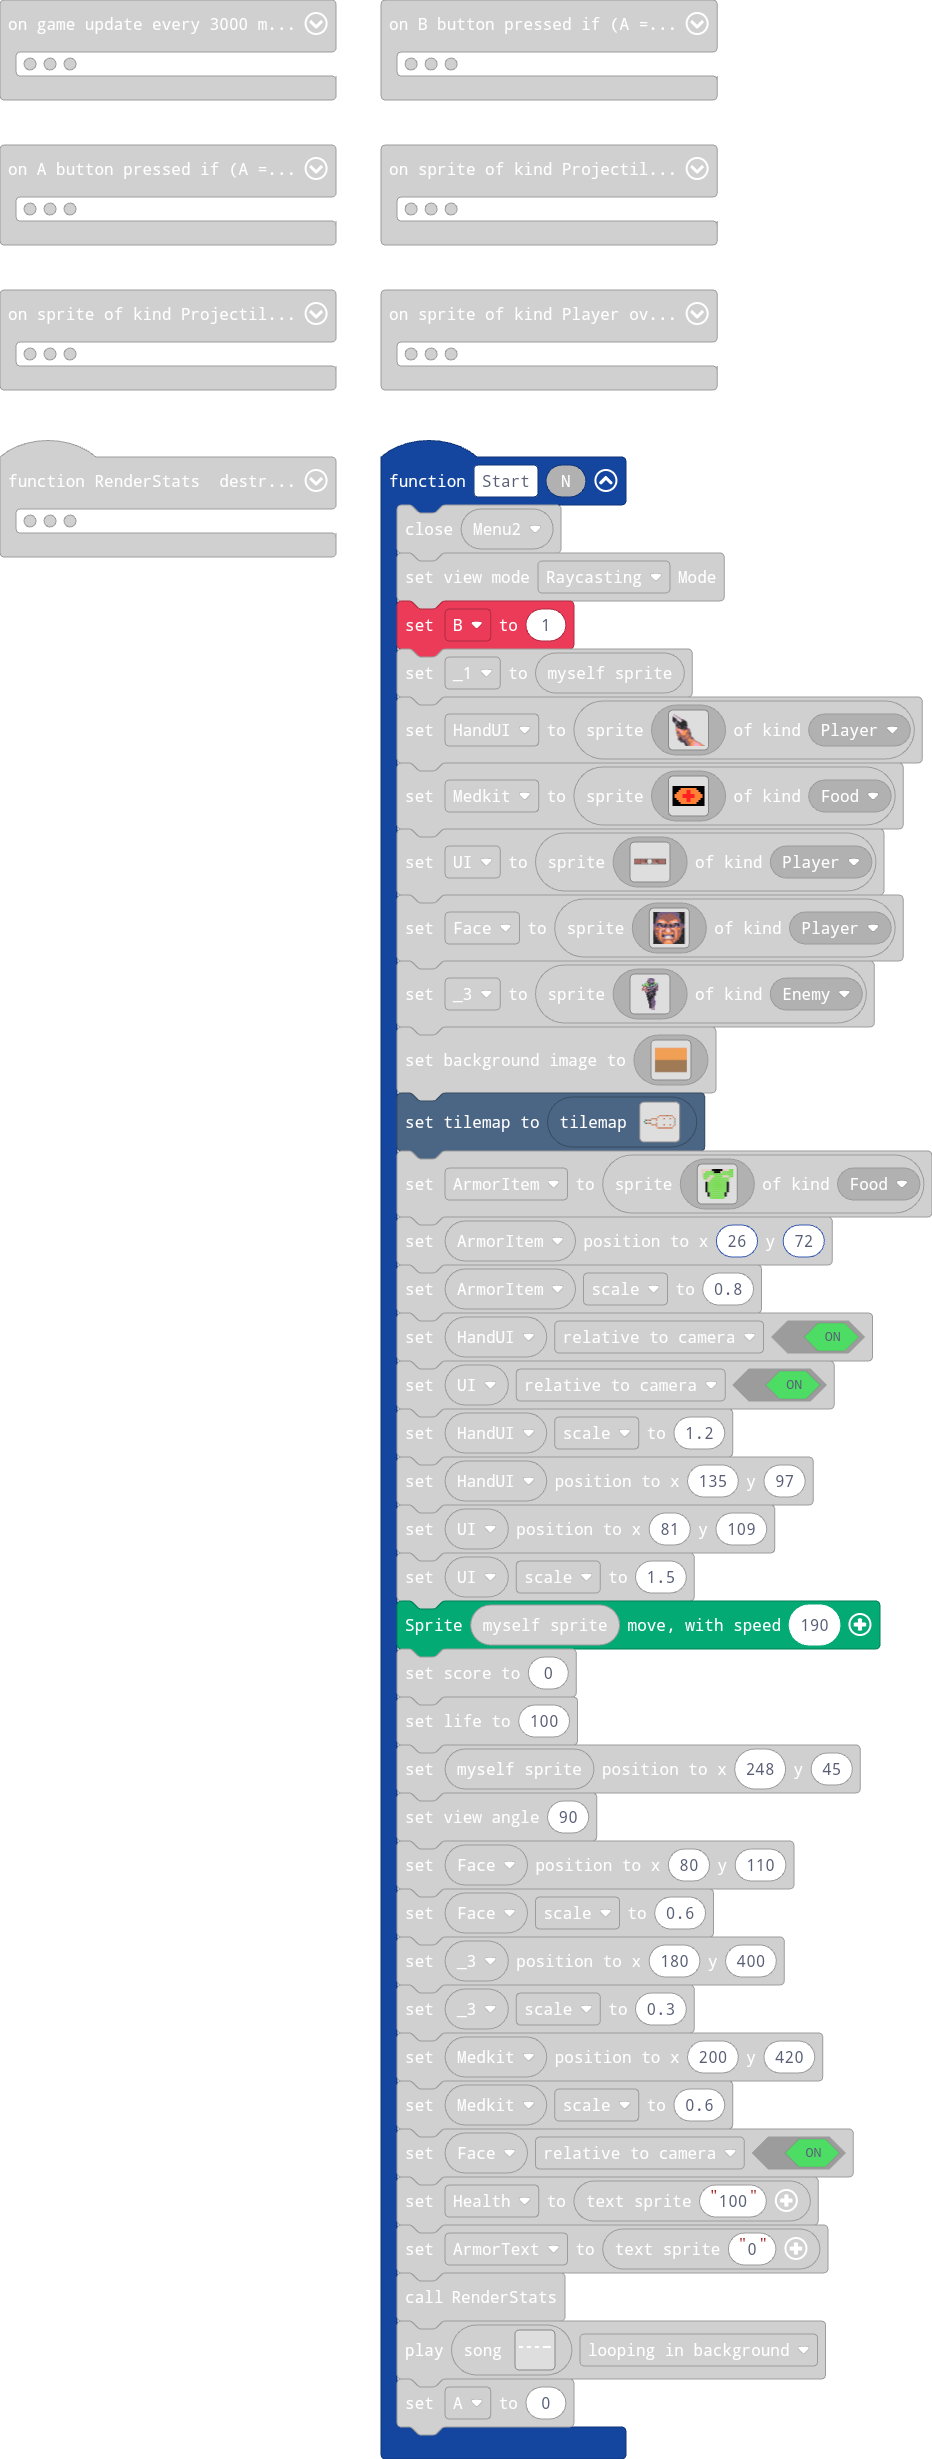 on game update every 3000 m...
on B button pressed if (A =...
on A button pressed if (A =...
on sprite of kind Projectil...
on sprite of kind Projectil...
on sprite of kind Player ov...
function RenderStats destr...
function Start N
close Menu2
set view mode Raycasting Mode
set B to 1
set _1 to myself sprite
set HandUI to sprite of kind Player
set Medkit to sprite of kind Food
set UI to sprite of kind Player
set Face to sprite of kind Player
set _3 to sprite of kind Enemy
set background image to
set tilemap to tilemap
set ArmorItem to sprite of kind Food
set ArmorItem position to x 26 y 72
set ArmorItem scale to 0.8
set HandUI relative to camera ON
set UI relative to camera ON
set HandUI scale to 1.2
set HandUI position to x 135 y 97
set UI position to x 81 y 109
set UI scale to 1.5
Sprite myself sprite move, with speed 190
set score to 0
set life to 100
set myself sprite position to x 248 y 45
set view angle 90
set Face position to x 80 y 110
set Face scale to 0.6
set _3 position to x 180 y 400
set _3 scale to 0.3
set Medkit position to x 200 y 420
set Medkit scale to 0.6
set Face relative to camera ON
set Health to text sprite "100"
set ArmorText to text sprite "0"
call RenderStats
play song looping in background
set A to 0